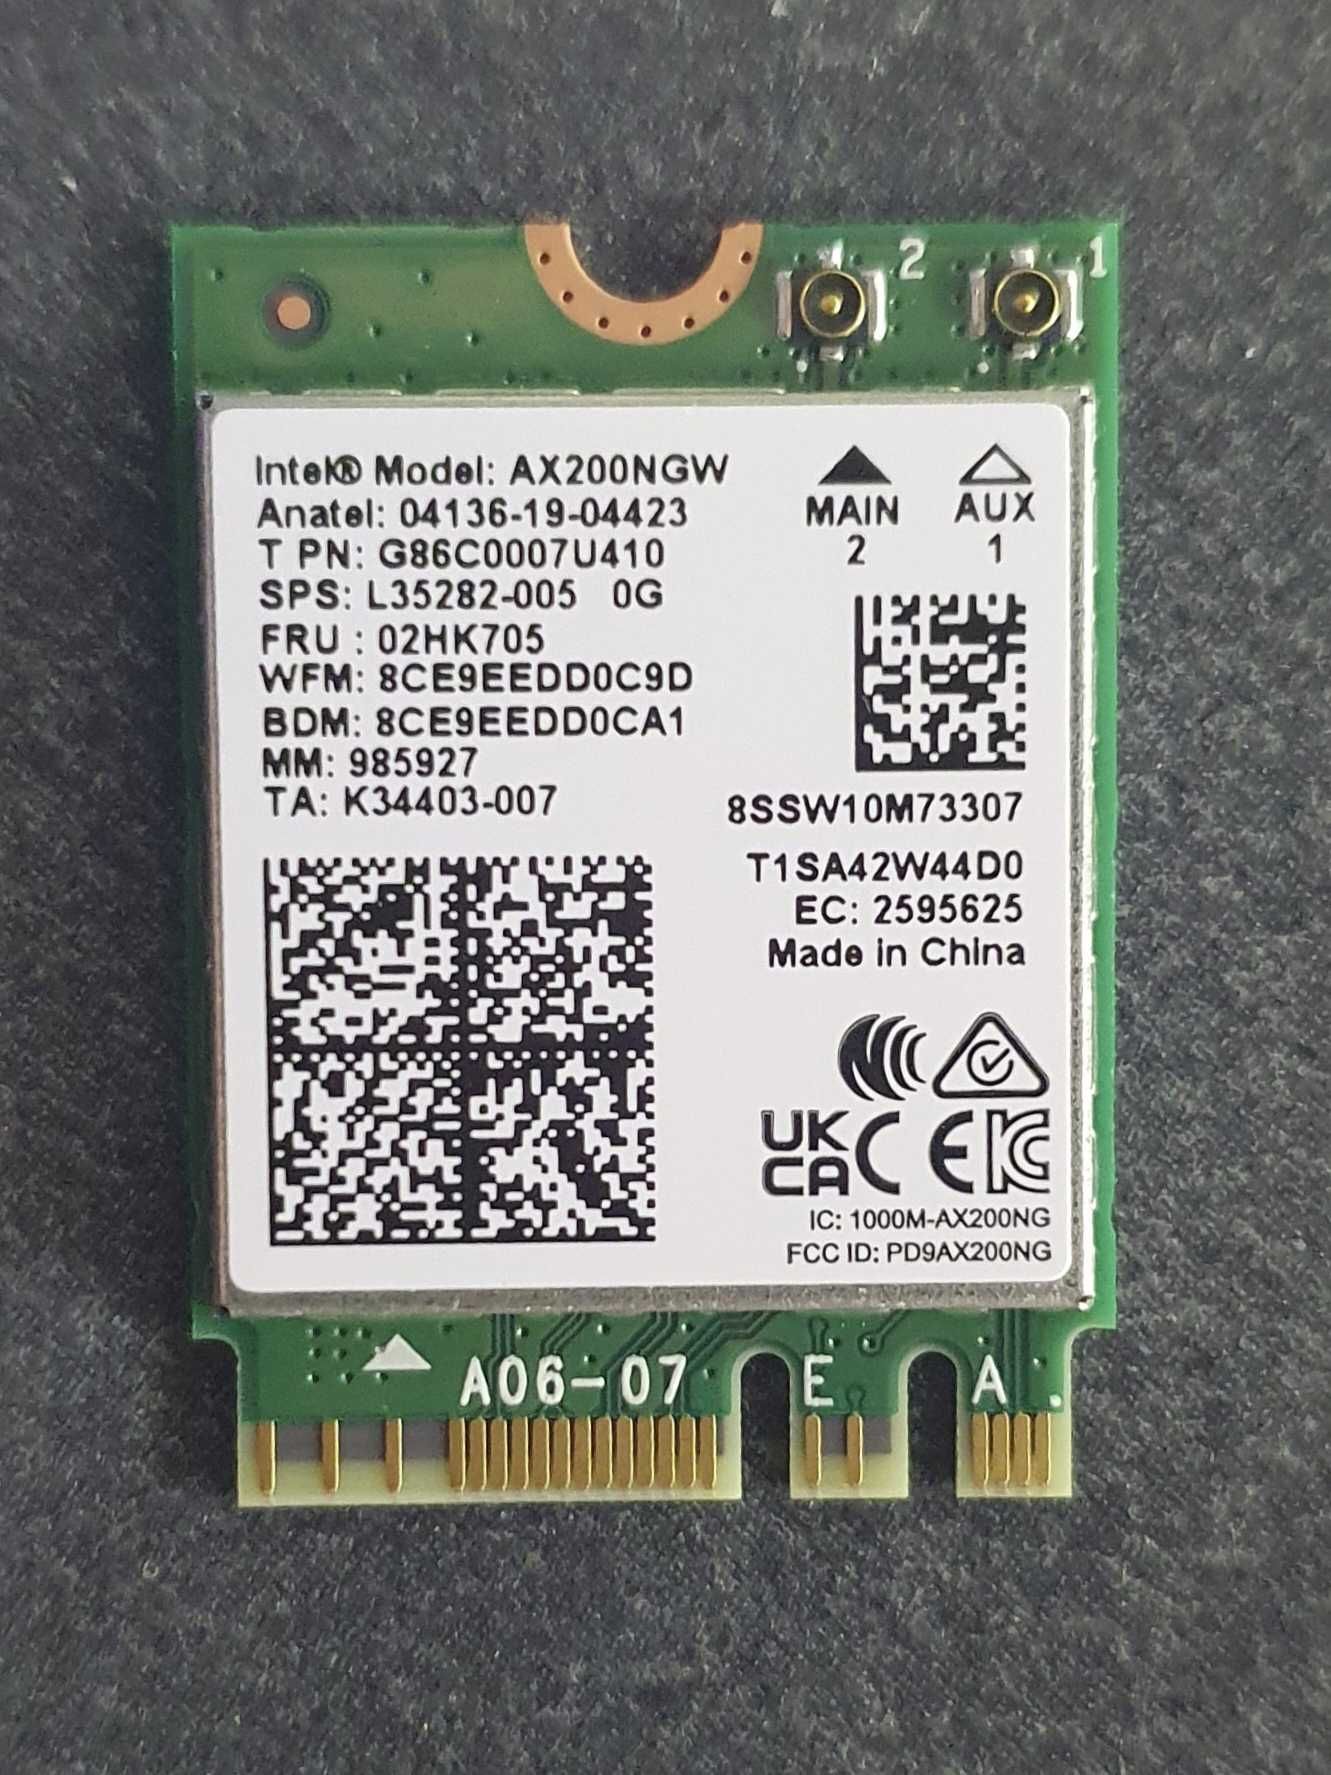 2
1
Intel® Model: AX200NGW
Anatel: 04136-19-04423
T PN: G86C0007U410
SPS: L35282-005 0G
FRU : 02HK705
WFM: 8CE9EEDD0C9D
BDM: 8CE9EEDD0CA1
MM: 985927
TA: K34403-007
MAIN AUX
2 1
8SSW10M73307
T1SA42W44D0
EC: 2595625
Made in China
UK
CA CE KC
IC: 1000M-AX200NG
FCC ID: PD9AX200NG
A06-07 E A